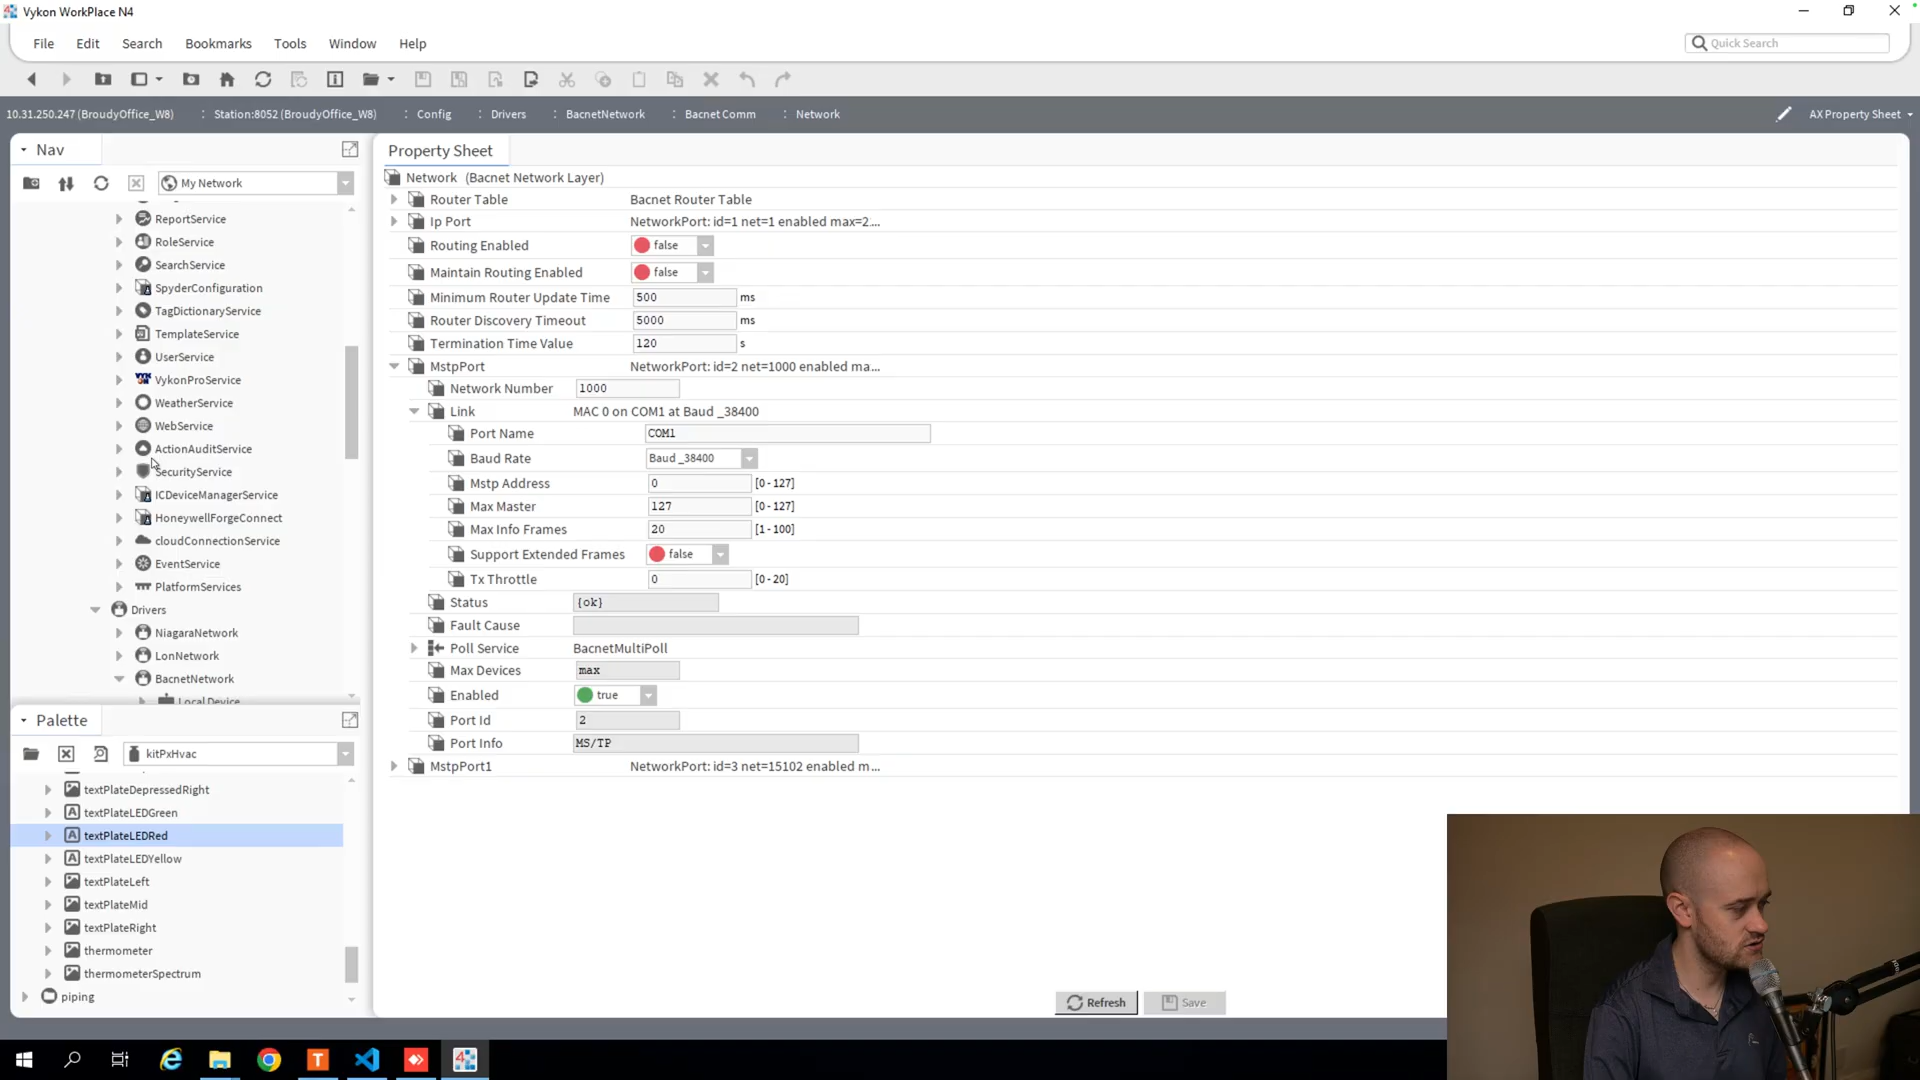 Vykon WorkPlace N4
File Edit Search Bookmarks Tools Window Help
Quick Search
10.31.250.247 (BroudyOffice_W8) : Station:8052 (BroudyOffice_W8) : Config : Drivers : BacnetNetwork : Bacnet Comm : Network
AX Property Sheet
Nav
My Network
ReportService
RoleService
SearchService
SpyderConfiguration
TagDictionaryService
TemplateService
UserService
VykonProService
WeatherService
WebService
ActionAuditService
SecurityService
ICDeviceManagerService
HoneywellForgeConnect
cloudConnectionService
EventService
PlatformServices
Drivers
NiagaraNetwork
LonNetwork
BacnetNetwork
Local Device
Palette
kitPxHvac
textPlateDepressedRight
textPlateLEDGreen
textPlateLEDRed
textPlateLEDYellow
textPlateLeft
textPlateMid
textPlateRight
thermometer
thermometerSpectrum
piping
Property Sheet
Network (Bacnet Network Layer)
Router Table Bacnet Router Table
Ip Port NetworkPort: id=1 net=1 enabled max=2...
Routing Enabled false
Maintain Routing Enabled false
Minimum Router Update Time 500 ms
Router Discovery Timeout 5000 ms
Termination Time Value 120 s
MstpPort NetworkPort: id=2 net=1000 enabled ma...
Network Number 1000
Link MAC 0 on COM1 at Baud _38400
Port Name COM1
Baud Rate Baud _38400
Mstp Address 0 [0-127]
Max Master 127 [0-127]
Max Info Frames 20 [1-100]
Support Extended Frames false
Tx Throttle 0 [0-20]
Status {ok}
Fault Cause
Poll Service BacnetMultiPoll
Max Devices max
Enabled true
Port Id 2
Port Info MS/TP
MstpPort1 NetworkPort: id=3 net=15102 enabled m...
Refresh Save